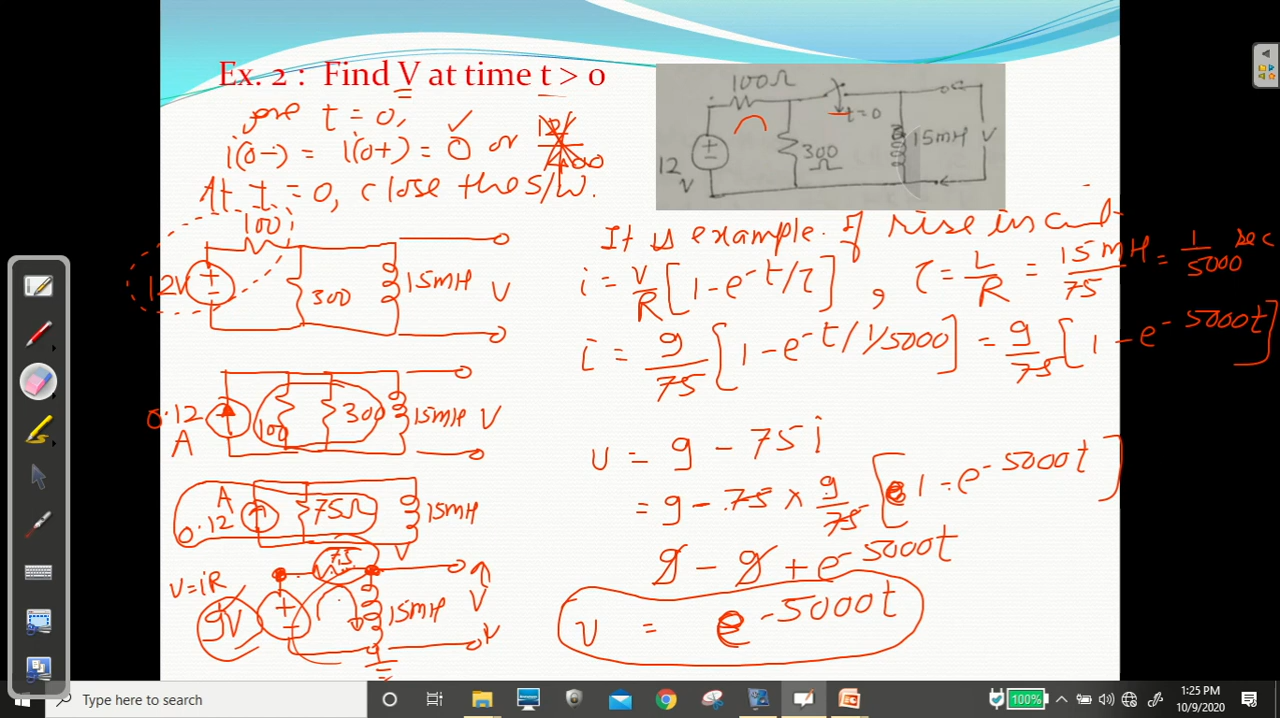 Ex. 2 : Find V at time t > 0
pre t = 0,
i(0-) = i(0+) = 0 or 12/400
At t = 0, close the S/W.
100Ω
t=0
12 V
300 Ω
15mH
V
100
12V
300
15mH
V
It is example. of rise in
i = V/R [1-e-t/τ] , τ = L/R = 15mH/75 = 1/5000 sec
i = 9/75 [1-e-t/1/5000] = 9/75 [1-e-5000t]
0.12 A
100
300
15mH
V
υ = 9 - 75 i
= 9 - 75 x 9/75 [1-e-5000t]
A
0.12
75Ω
15mH
9 - 9 + e-5000t
V=iR
75
V
9V
15mH
V
υ = e-5000t
Type here to search
100%
1:25 PM
10/9/2020